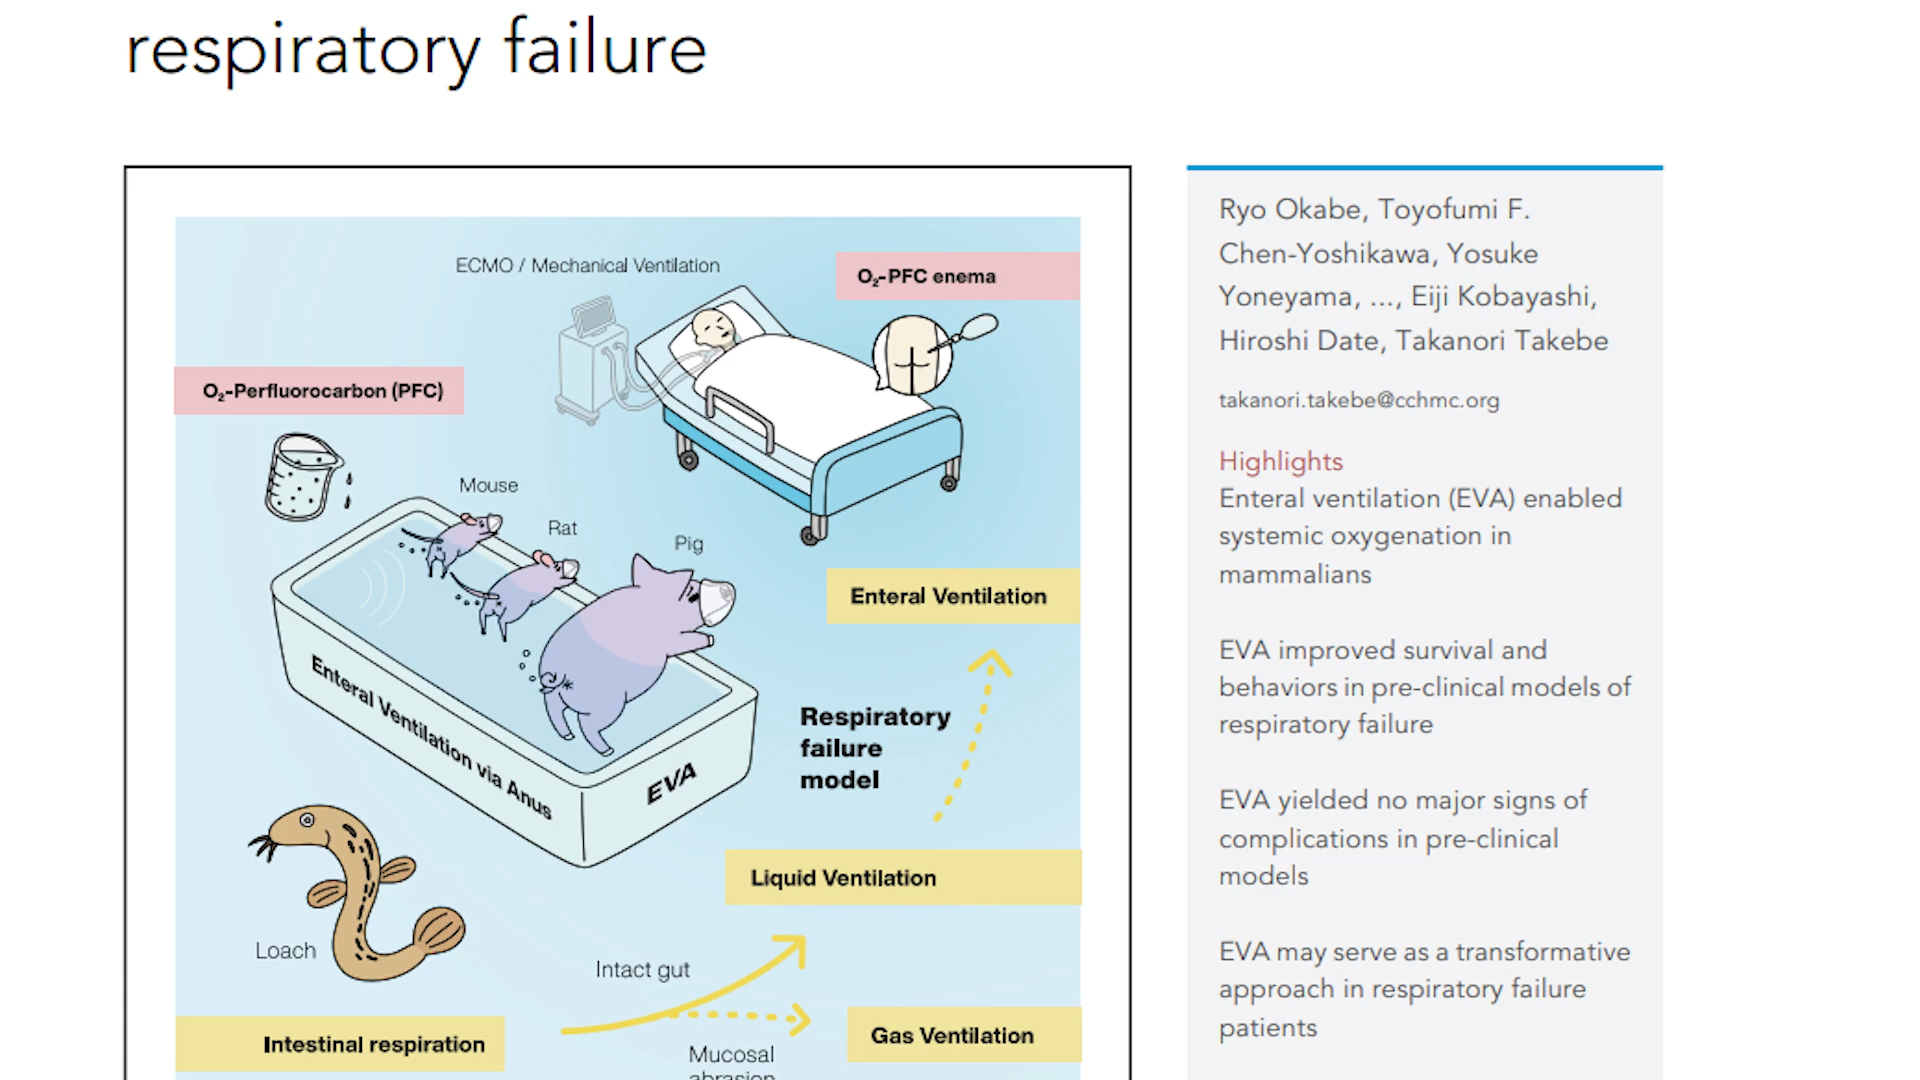 respiratory failure
ECMO / Mechanical Ventilation
O₂-PFC enema
O₂-Perfluorocarbon (PFC)
Mouse
Rat
Pig
Enteral Ventilation
Enteral Ventilation via Anus
EVA
Respiratory
failure
model
Liquid Ventilation
Loach
Intact gut
Intestinal respiration
Gas Ventilation
Mucosal
abrasion
Ryo Okabe, Toyofumi F.
Chen-Yoshikawa, Yosuke
Yoneyama, ..., Eiji Kobayashi,
Hiroshi Date, Takanori Takebe
takanori.takebe@cchmc.org
Highlights
Enteral ventilation (EVA) enabled
systemic oxygenation in
mammalians
EVA improved survival and
behaviors in pre-clinical models of
respiratory failure
EVA yielded no major signs of
complications in pre-clinical
models
EVA may serve as a transformative
approach in respiratory failure
patients